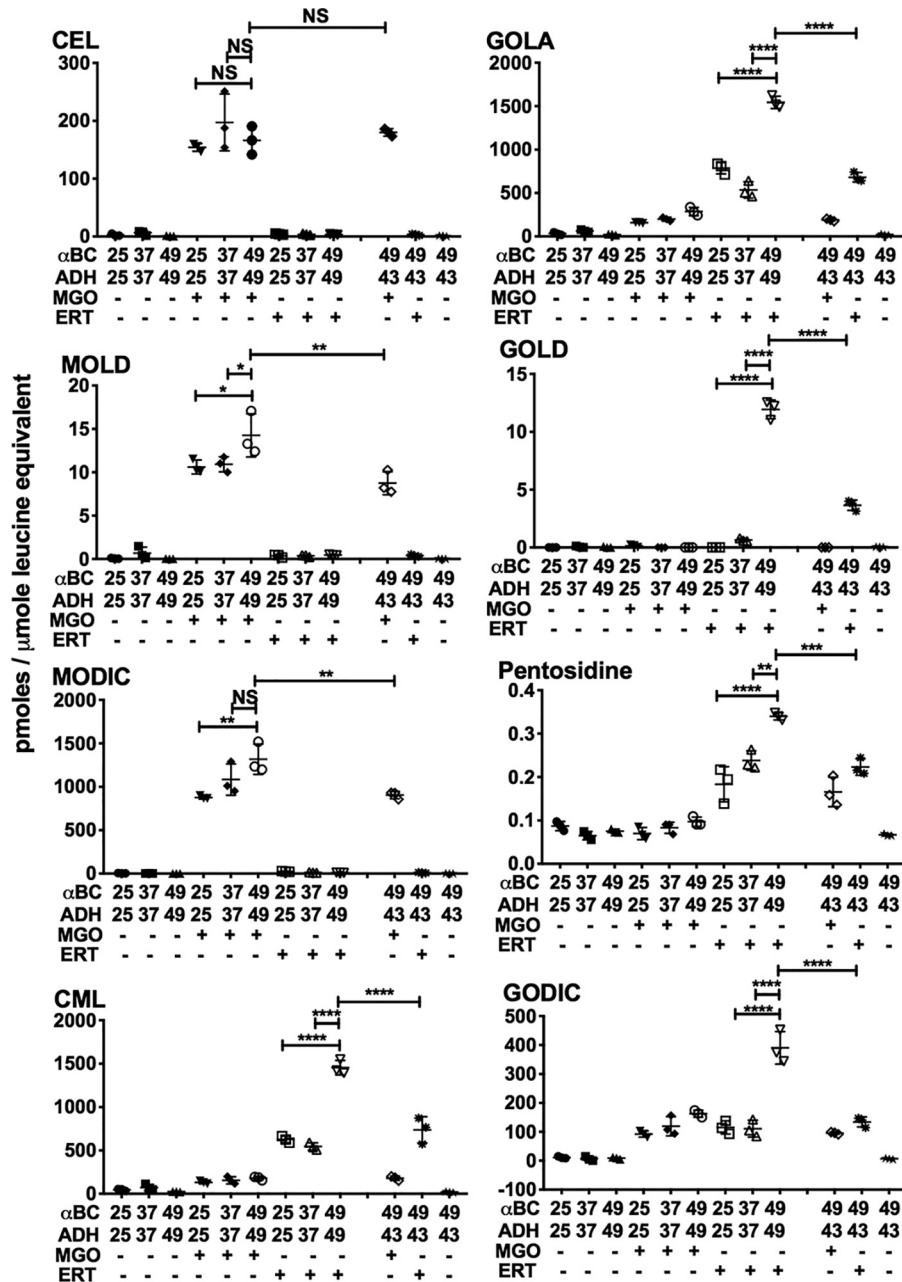 pmoles / μmole leucine equivalent
CEL
NS
NS
NS
300
200
100
0
αBC 25 37 49 25 37 49 25 37 49 49 49 49
ADH 25 37 49 25 37 49 25 37 49 43 43 43
MGO - - - + + + - - - + - -
ERT - - - - - - + + + - + -
MOLD
**
*
*
20
15
10
5
0
αBC 25 37 49 25 37 49 25 37 49 49 49 49
ADH 25 37 49 25 37 49 25 37 49 43 43 43
MGO - - - + + + - - - + - -
ERT - - - - - - + + + - + -
MODIC
**
NS
**
2000
1500
1000
500
0
αBC 25 37 49 25 37 49 25 37 49 49 49 49
ADH 25 37 49 25 37 49 25 37 49 43 43 43
MGO - - - + + + - - - + - -
ERT - - - - - - + + + - + -
CML
****
****
****
2000
1500
1000
500
0
αBC 25 37 49 25 37 49 25 37 49 49 49 49
ADH 25 37 49 25 37 49 25 37 49 43 43 43
MGO - - - + + + - - - + - -
ERT - - - - - - + + + - + -
GOLA
****
****
****
2000
1500
1000
500
0
αBC 25 37 49 25 37 49 25 37 49 49 49 49
ADH 25 37 49 25 37 49 25 37 49 43 43 43
MGO - - - + + + - - - + - -
ERT - - - - - - + + + - + -
GOLD
****
****
****
15
10
5
0
αBC 25 37 49 25 37 49 25 37 49 49 49 49
ADH 25 37 49 25 37 49 25 37 49 43 43 43
MGO - - - + + + - - - + - -
ERT - - - - - - + + + - + -
Pentosidine
***
**
****
0.4
0.3
0.2
0.1
0.0
αBC 25 37 49 25 37 49 25 37 49 49 49 49
ADH 25 37 49 25 37 49 25 37 49 43 43 43
MGO - - - + + + - - - + - -
ERT - - - - - - + + + - + -
GODIC
****
****
****
500
400
300
200
100
0
-100
αBC 25 37 49 25 37 49 25 37 49 49 49 49
ADH 25 37 49 25 37 49 25 37 49 43 43 43
MGO - - - + + + - - - + - -
ERT - - - - - - + + + - + -